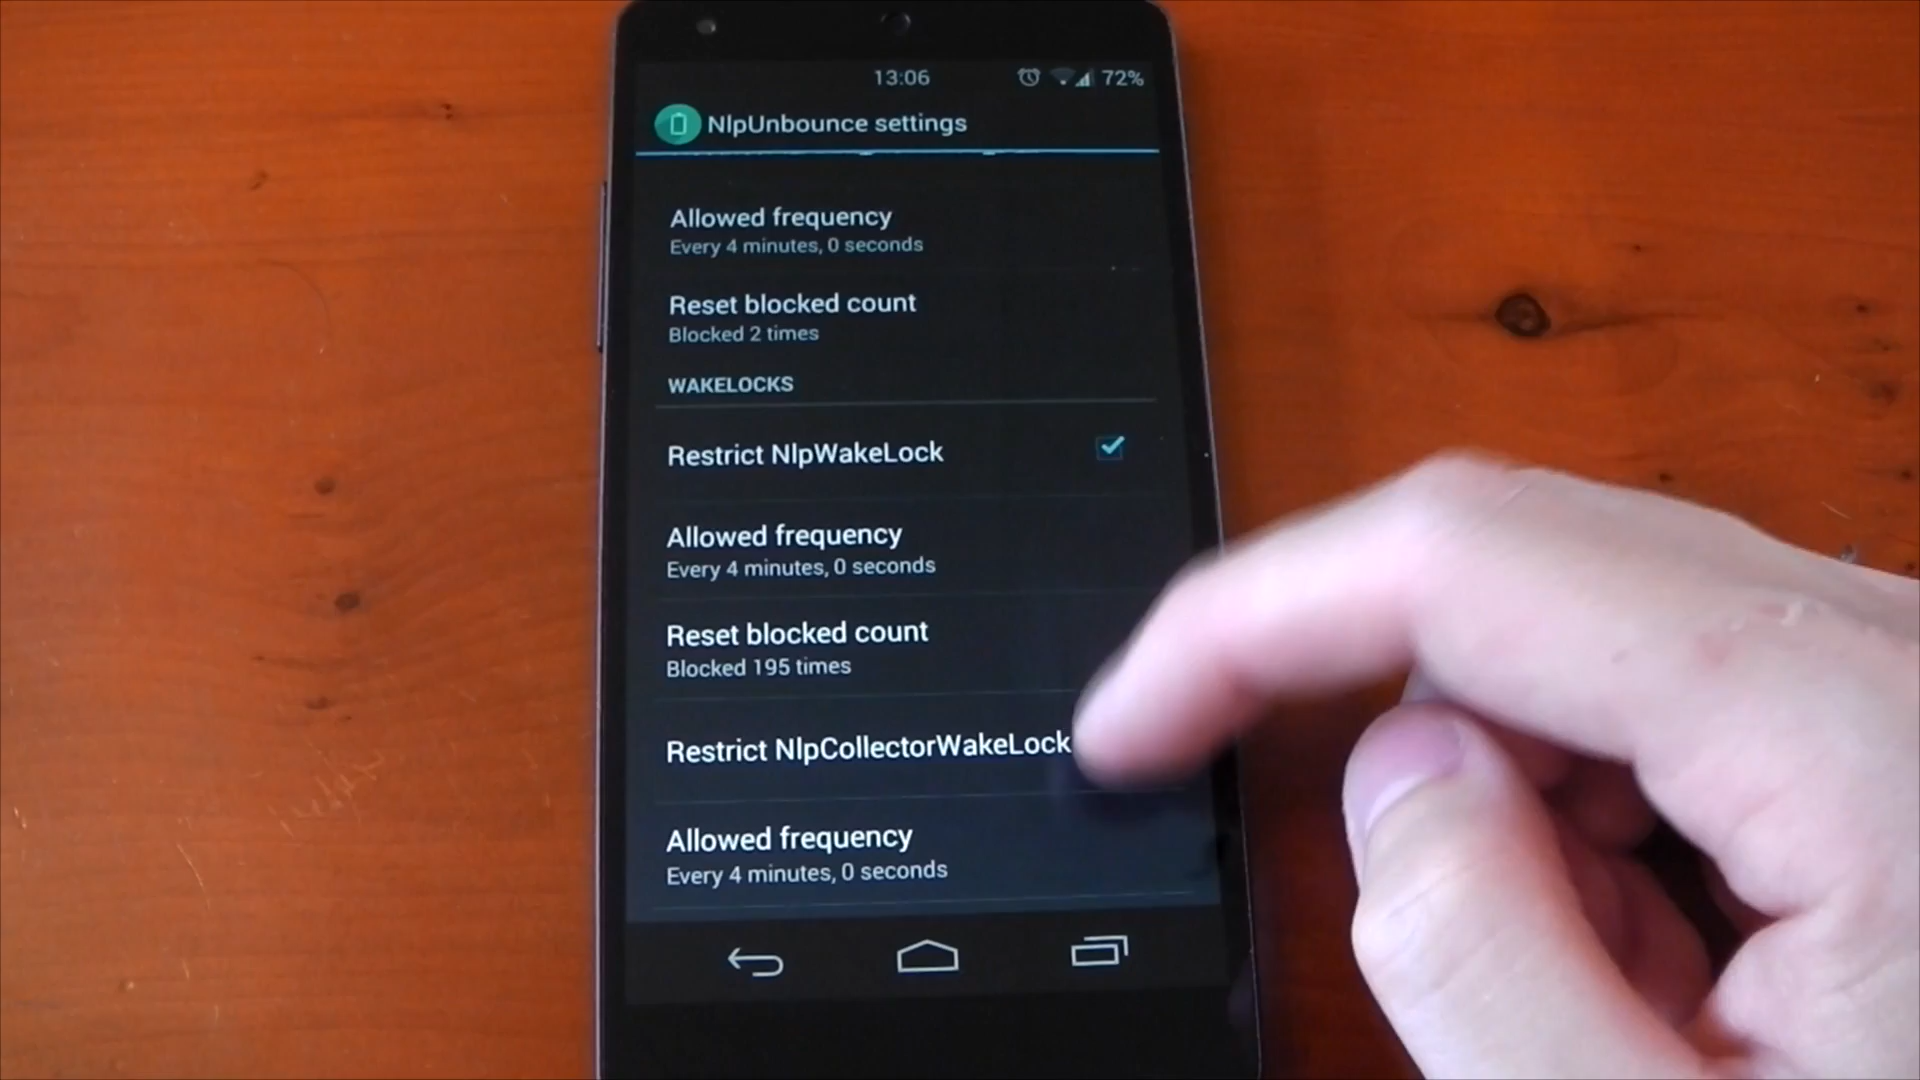 13:06 72%
NlpUnbounce settings
Allowed frequency
Every 4 minutes, 0 seconds
Reset blocked count
Blocked 2 times
WAKELOCKS
Restrict NlpWakeLock
Allowed frequency
Every 4 minutes, 0 seconds
Reset blocked count
Blocked 195 times
Restrict NlpCollectorWakeLock
Allowed frequency
Every 4 minutes, 0 seconds